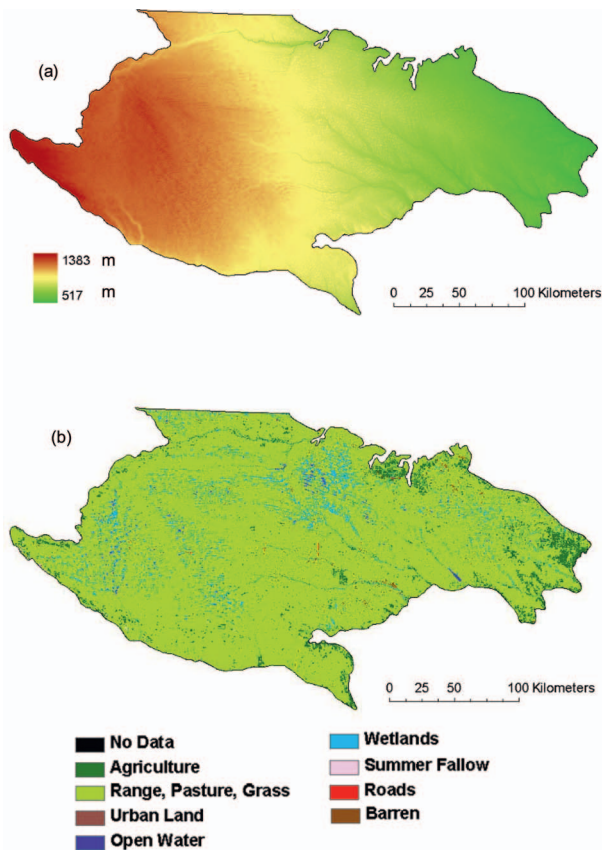 (a)
1383 m
517 m
0 25 50 100 Kilometers
(b)
0 25 50 100 Kilometers
No Data
Agriculture
Range, Pasture, Grass
Urban Land
Open Water
Wetlands
Summer Fallow
Roads
Barren